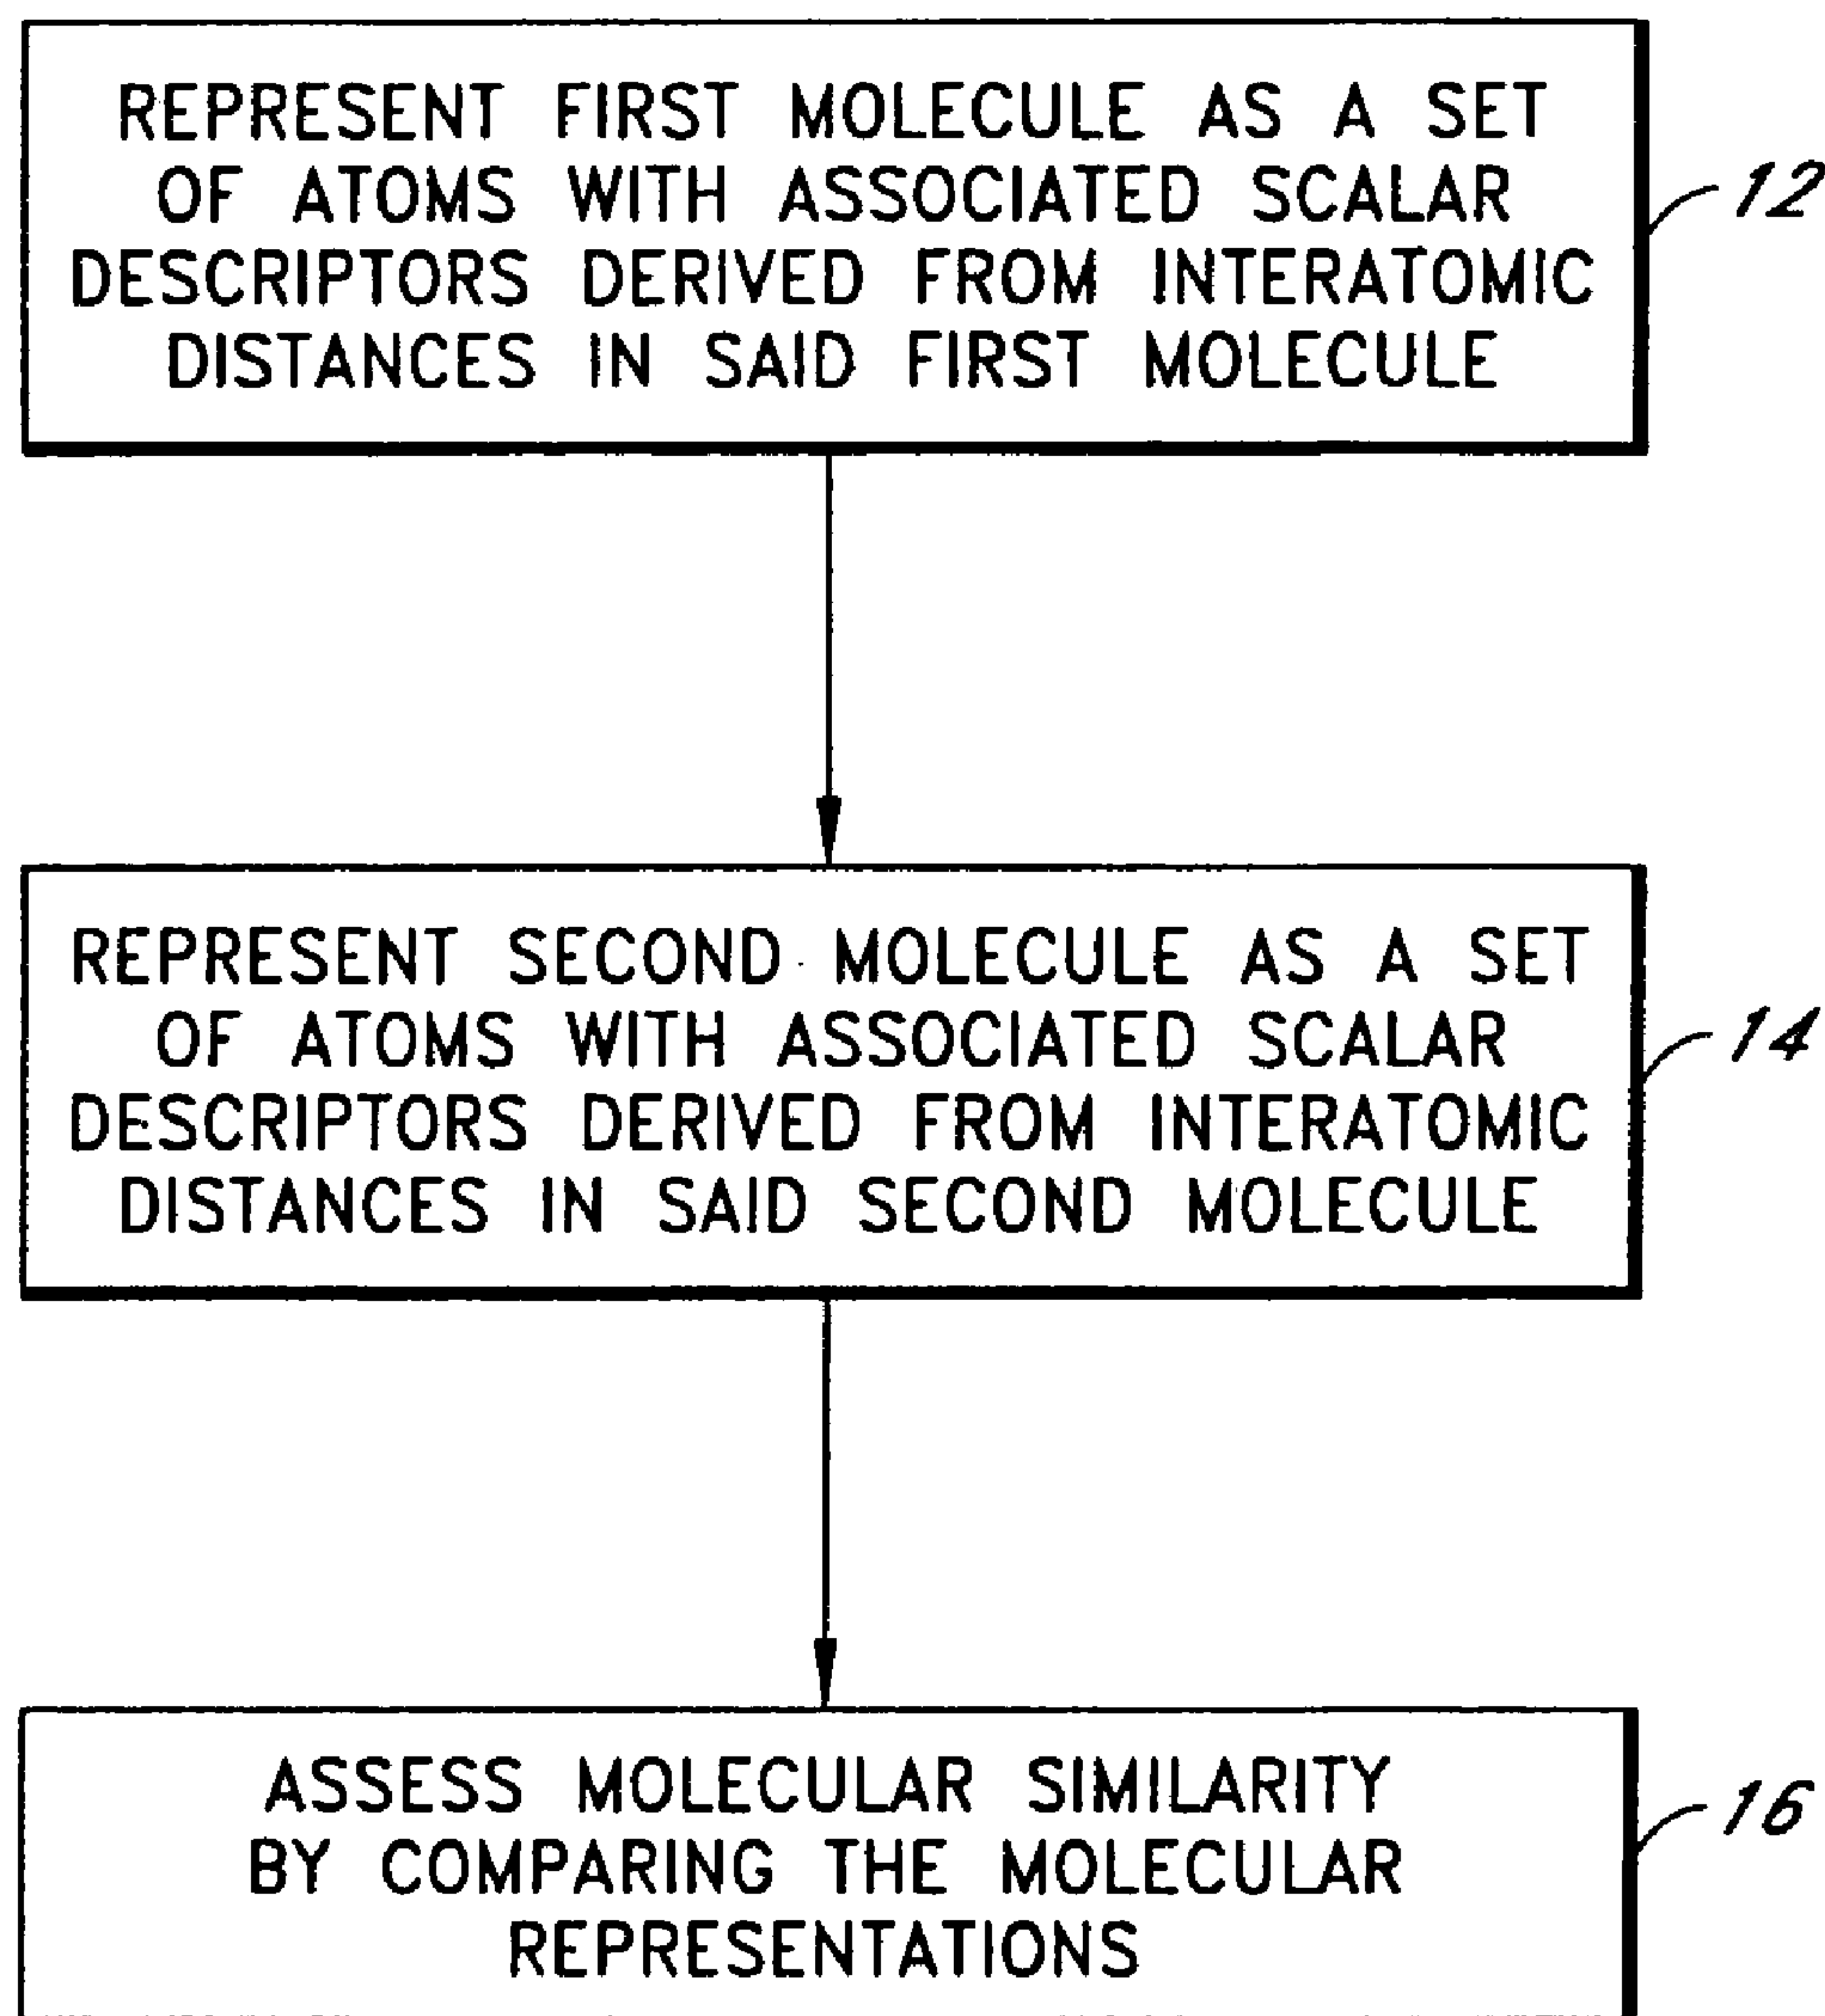 REPRESENT FIRST MOLECULE AS A SET
OF ATOMS WITH ASSOCIATED SCALAR
DESCRIPTORS DERIVED FROM INTERATOMIC
DISTANCES IN SAID FIRST MOLECULE
12
REPRESENT SECOND MOLECULE AS A SET
OF ATOMS WITH ASSOCIATED SCALAR
DESCRIPTORS DERIVED FROM INTERATOMIC
DISTANCES IN SAID SECOND MOLECULE
14
ASSESS MOLECULAR SIMILARITY
BY COMPARING THE MOLECULAR
REPRESENTATIONS
16